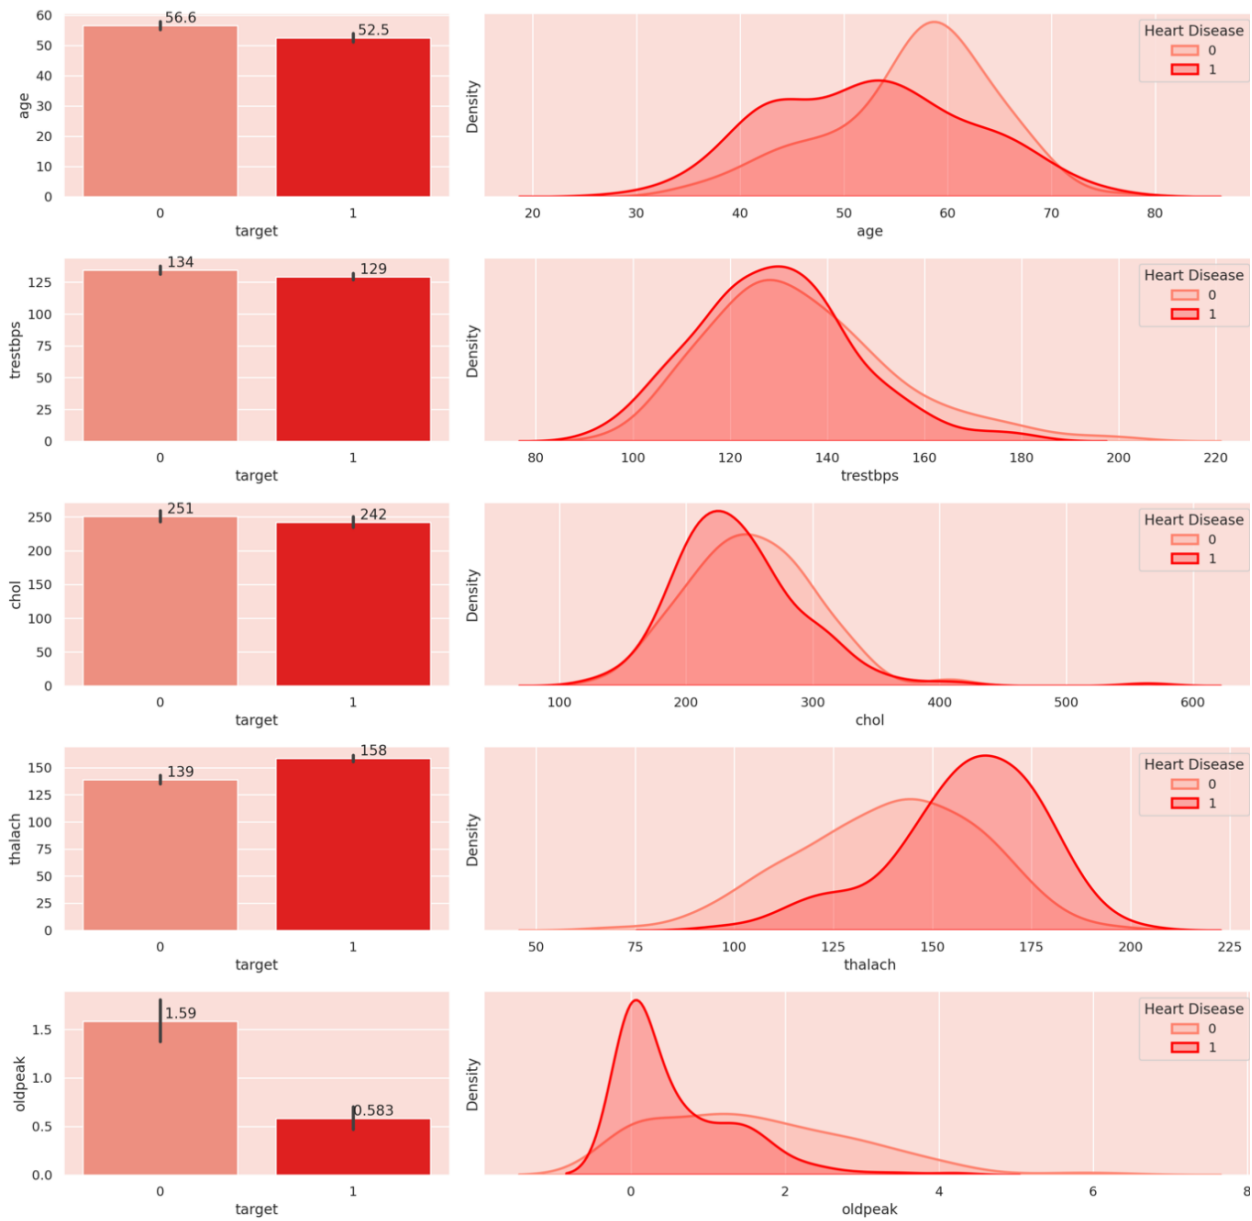 60
50
40
30
20
10
0
age
56.6
52.5
0 1
target
Density
Heart Disease
0
1
20 30 40 50 60 70 80
age
125
100
75
50
25
0
trestbps
134
129
0 1
target
Density
Heart Disease
0
1
80 100 120 140 160 180 200 220
trestbps
250
200
150
100
50
0
chol
251
242
0 1
target
Density
Heart Disease
0
1
100 200 300 400 500 600
chol
150
125
100
75
50
25
0
thalach
139
158
0 1
target
Density
Heart Disease
0
1
50 75 100 125 150 175 200 225
thalach
1.5
1.0
0.5
0.0
oldpeak
1.59
0.583
0 1
target
Density
Heart Disease
0
1
0 2 4 6 8
oldpeak